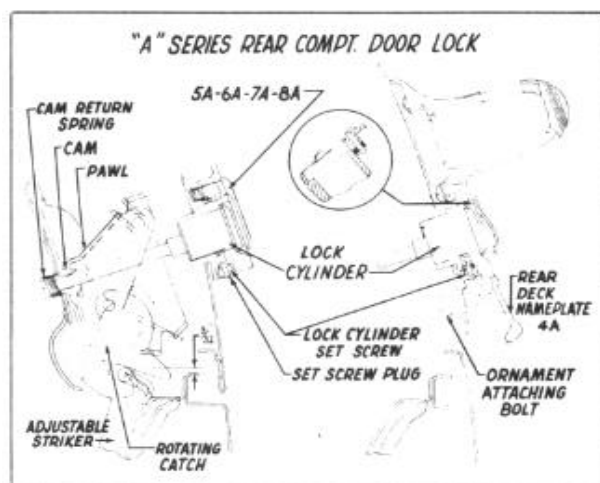 "A" SERIES REAR COMPT. DOOR LOCK
5A-6A-7A-8A
CAM RETURN
SPRING
CAM
PAWL
LOCK
CYLINDER
REAR
DECK
NAMEPLATE
4A
LOCK CYLINDER
SET SCREW
SET SCREW PLUG
ORNAMENT
ATTACHING
BOLT
ADJUSTABLE
STRIKER
ROTATING
CATCH